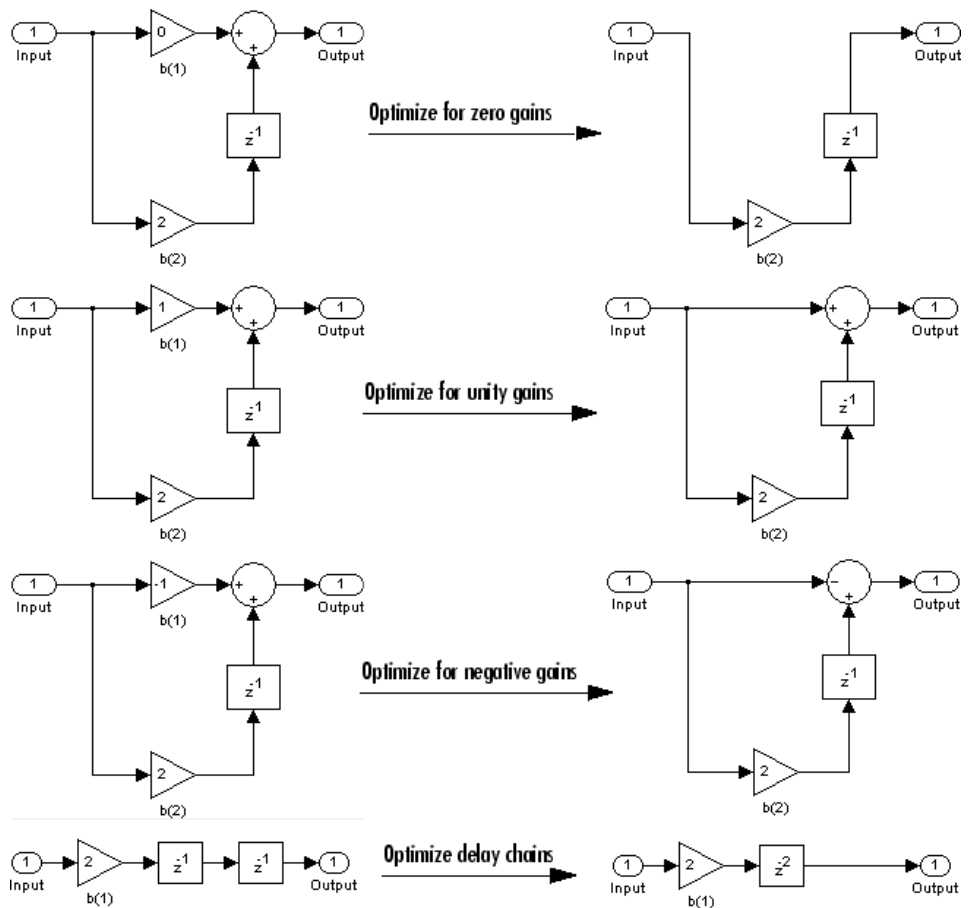 1
Input
0
b(1)
+
+
1
Output
z-1
2
b(2)
Optimize for zero gains
1
Input
2
b(2)
z-1
1
Output
1
Input
1
b(1)
+
+
1
Output
z-1
2
b(2)
Optimize for unity gains
1
Input
+
+
1
Output
z-1
2
b(2)
1
Input
-1
b(1)
+
+
1
Output
z-1
2
b(2)
Optimize for negative gains
1
Input
−
+
1
Output
z-1
2
b(2)
1
Input
2
b(1)
z-1
z-1
1
Output
Optimize delay chains
1
Input
2
b(1)
z-2
1
Output